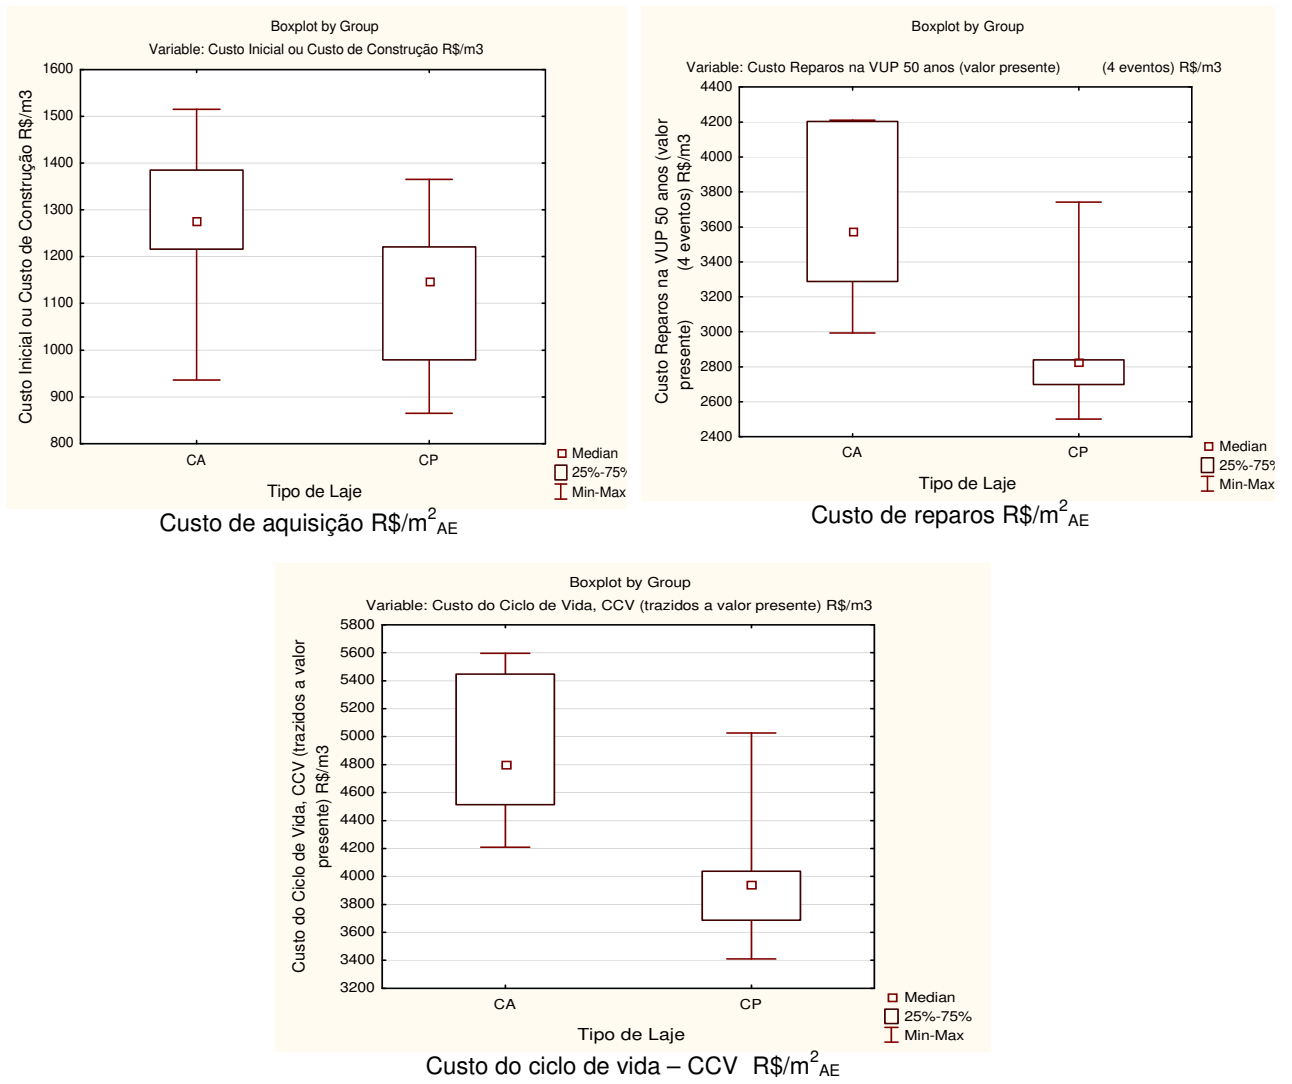 Boxplot by Group
Variable: Custo Inicial ou Custo de Construção R$/m3
Custo Inicial ou Custo de Construção R$/m3
1600
1500
1400
1300
1200
1100
1000
900
800
CA
CP
Tipo de Laje
Median
25%-75%
Min-Max
Custo de aquisição R$/m²AE
Boxplot by Group
Variable: Custo Reparos na VUP 50 anos (valor presente) (4 eventos) R$/m3
Custo Reparos na VUP 50 anos (valor
presente) (4 eventos) R$/m3
4400
4200
4000
3800
3600
3400
3200
3000
2800
2600
2400
CA
CP
Tipo de Laje
Median
25%-75%
Min-Max
Custo de reparos R$/m²AE
Boxplot by Group
Variable: Custo do Ciclo de Vida, CCV (trazidos a valor presente) R$/m3
Custo do Ciclo de Vida, CCV (trazidos a valor
presente) R$/m3
5800
5600
5400
5200
5000
4800
4600
4400
4200
4000
3800
3600
3400
3200
CA
CP
Tipo de Laje
Median
25%-75%
Min-Max
Custo do ciclo de vida – CCV R$/m²AE